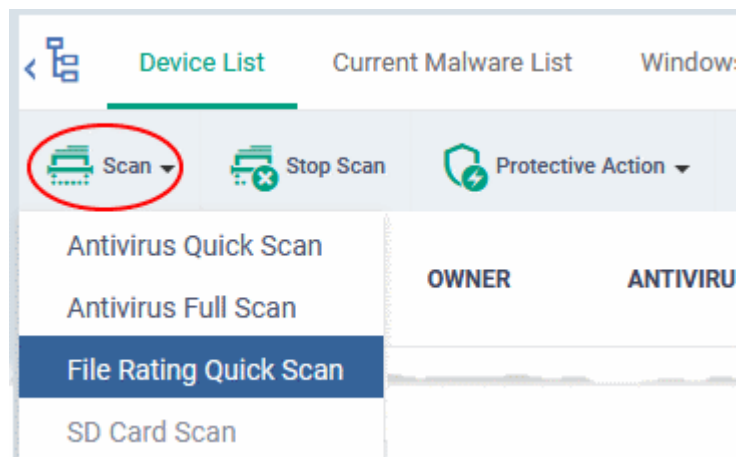 Device List Current Malware List Windows
Scan Stop Scan Protective Action
Antivirus Quick Scan
OWNER ANTIVIRU
Antivirus Full Scan
File Rating Quick Scan
SD Card Scan